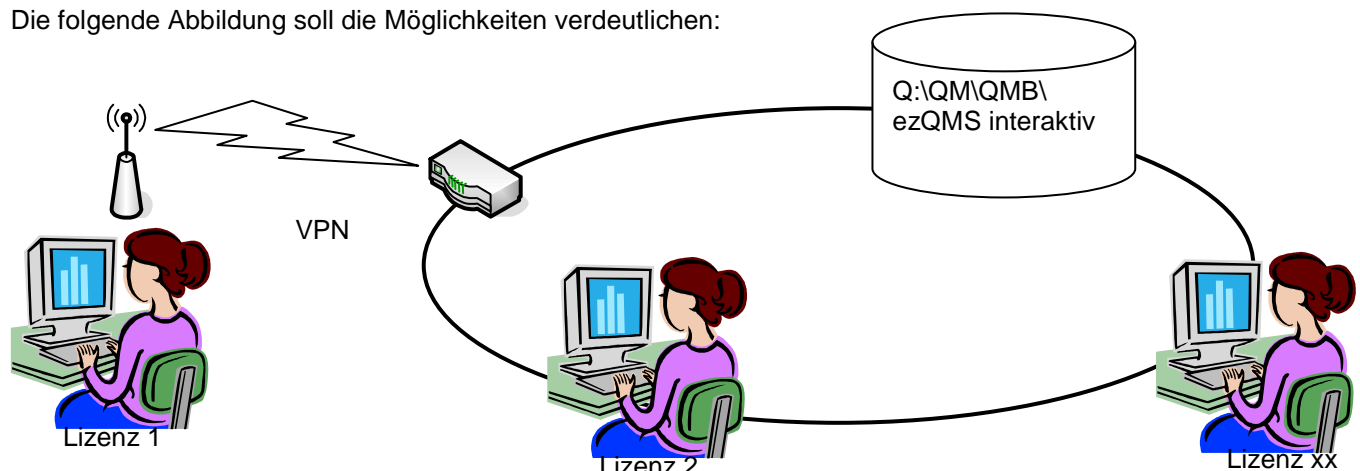 Die folgende Abbildung soll die Möglichkeiten verdeutlichen:
Q:\QM\QMB\
ezQMS interaktiv
VPN
Lizenz 1
Lizenz 2
Lizenz xx